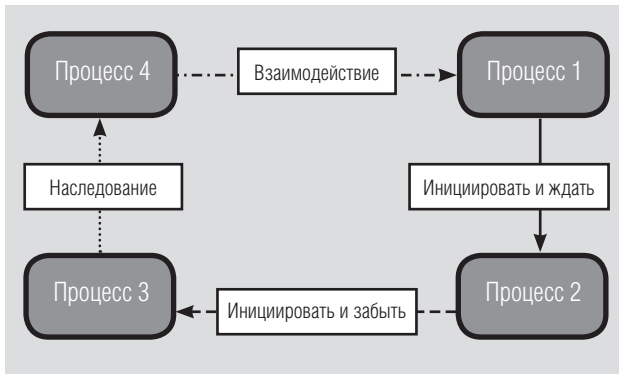 Процесс 4
Взаимодействие
Процесс 1
Наследование
Инициировать и ждать
Процесс 3
Инициировать и забыть
Процесс 2